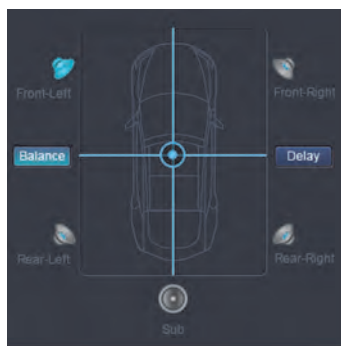 Front-Left
Front-Right
Balance
Delay
Rear-Left
Rear-Right
Sub